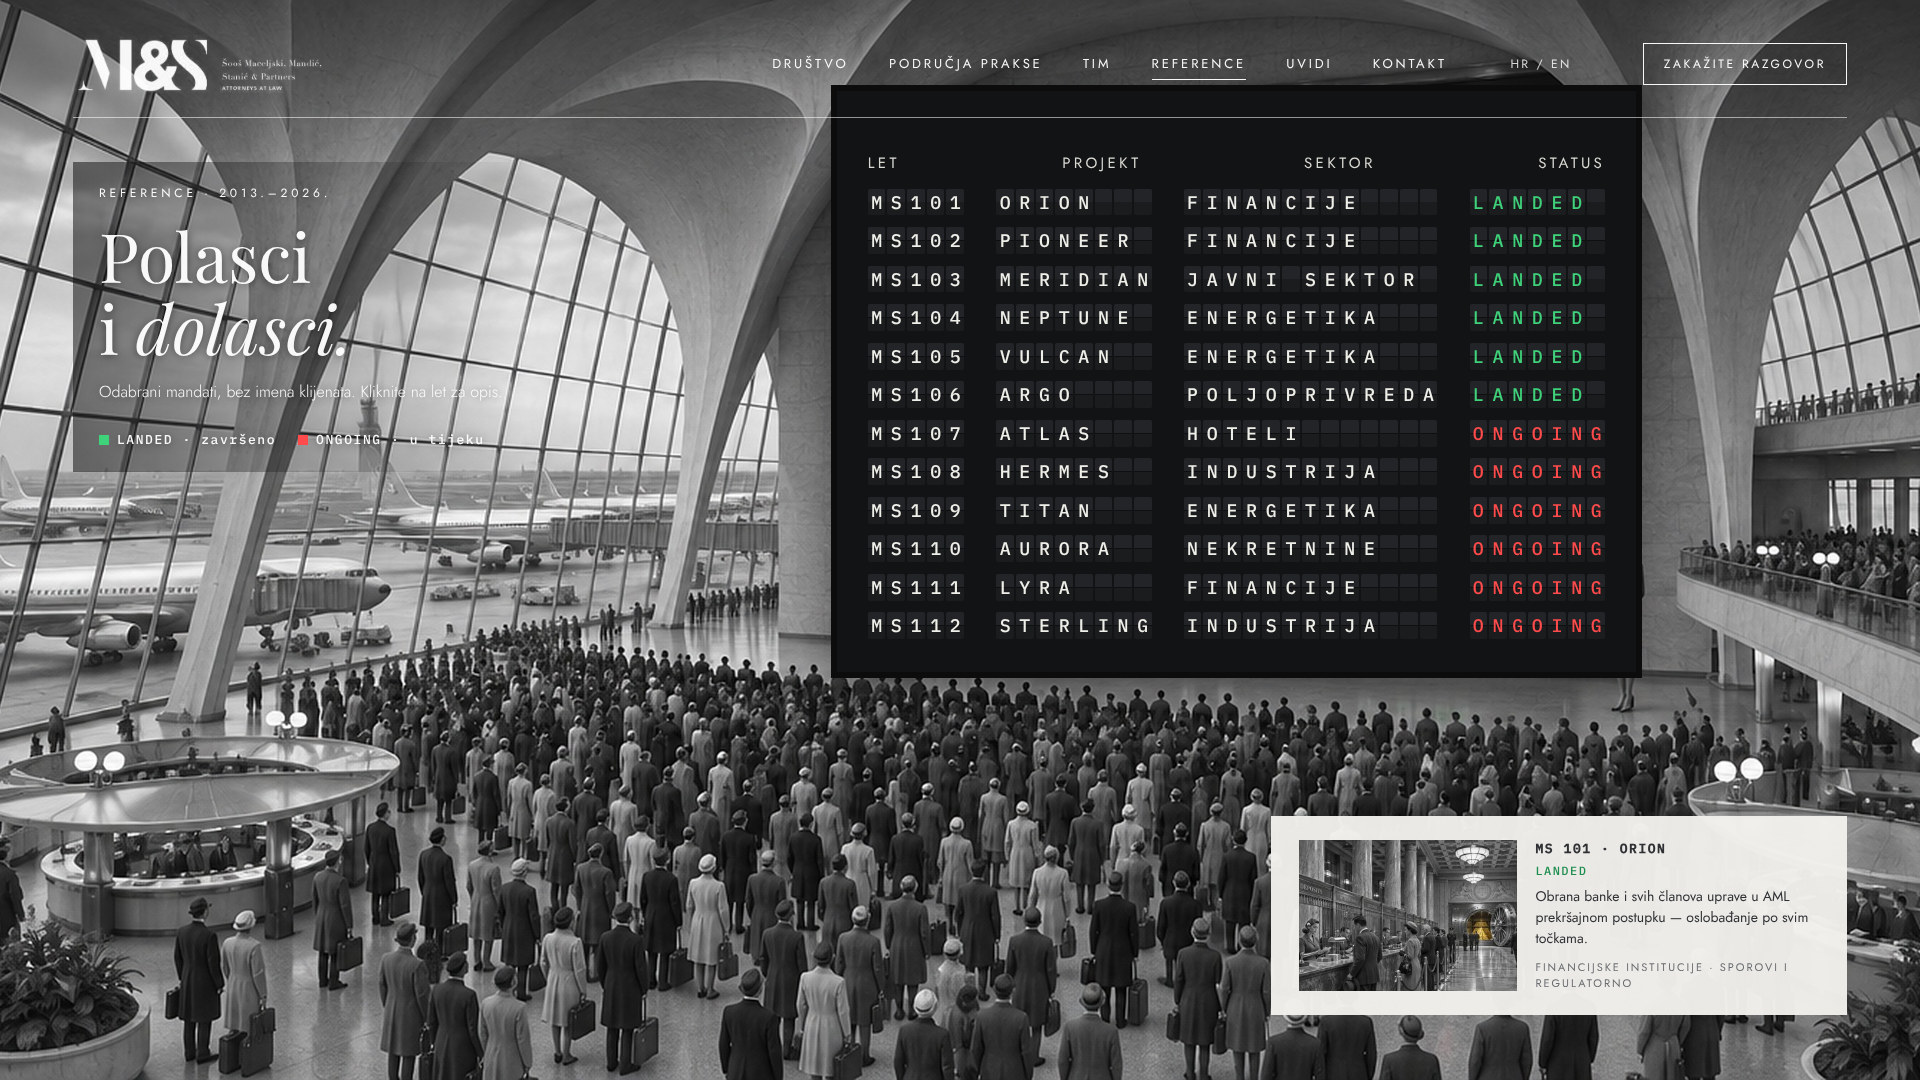 M&S
Šooš Maceljski, Mandić,
Stanić & Partners
ATTORNEYS AT LAW
DRUŠTVO PODRUČJA PRAKSE TIM REFERENCE UVIDI KONTAKT HR / EN ZAKAŽITE RAZGOVOR
REFERENCE · 2013.—2026.
Polasci
i dolasci.
Odabrani mandati, bez imena klijenata. Kliknite na let za opis.
LANDED · završeno ONGOING · u tijeku
LET PROJEKT SEKTOR STATUS
MS101 ORION FINANCIJE LANDED
MS102 PIONEER FINANCIJE LANDED
MS103 MERIDIAN JAVNI SEKTOR LANDED
MS104 NEPTUNE ENERGETIKA LANDED
MS105 VULCAN ENERGETIKA LANDED
MS106 ARGO POLJOPRIVREDA LANDED
MS107 ATLAS HOTELI ONGOING
MS108 HERMES INDUSTRIJA ONGOING
MS109 TITAN ENERGETIKA ONGOING
MS110 AURORA NEKRETNINE ONGOING
MS111 LYRA FINANCIJE ONGOING
MS112 STERLING INDUSTRIJA ONGOING
MS 101 · ORION
LANDED
Obrana banke i svih članova uprave u AML
prekršajnom postupku — oslobađanje po svim
točkama.
FINANCIJSKE INSTITUCIJE · SPOROVI I
REGULATORNO